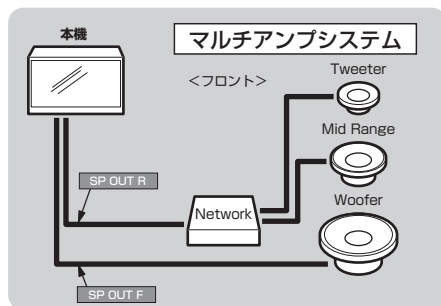 本機
マルチアンプシステム
<フロント>
Tweeter
Mid Range
SP OUT R
Network
Woofer
SP OUT F